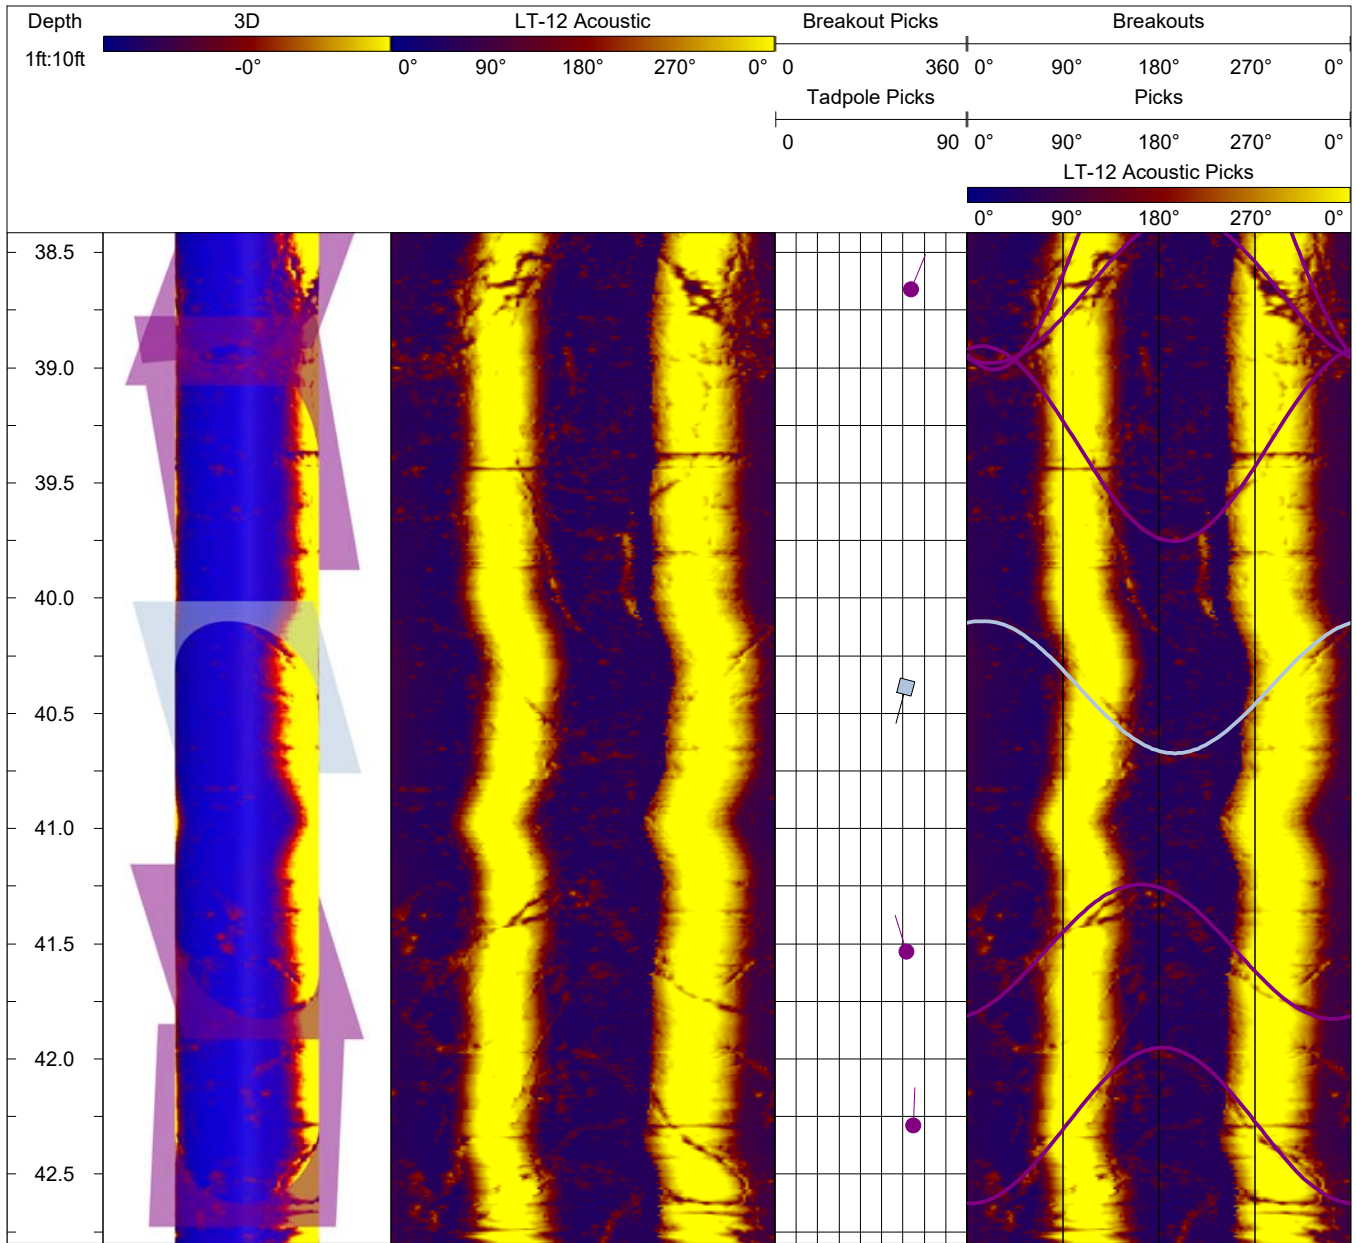 Depth 3D LT-12 Acoustic Breakout Picks Breakouts
1ft:10ft -0° 0° 90° 180° 270° 0° 0 360 0° 90° 180° 270° 0°
Tadpole Picks Picks
0 90 0° 90° 180° 270° 0°
LT-12 Acoustic Picks
0° 90° 180° 270° 0°
38.5
39.0
39.5
40.0
40.5
41.0
41.5
42.0
42.5